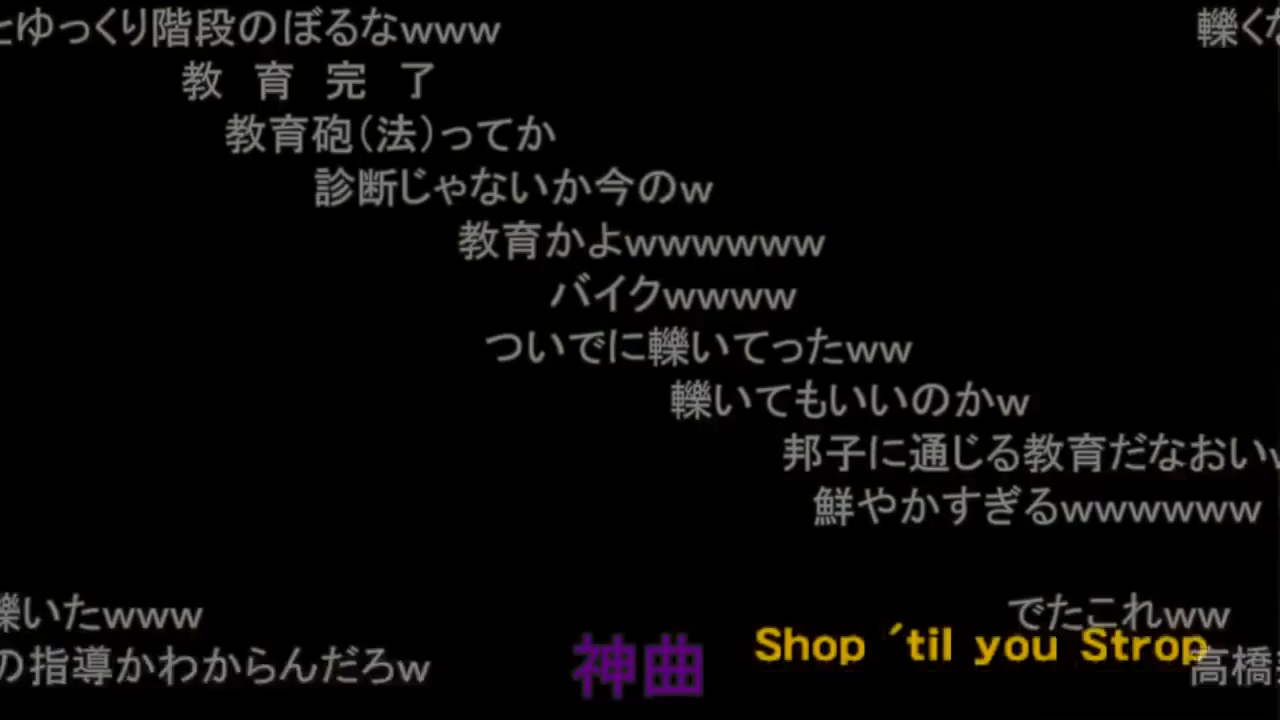 とゆっくり階段のぼるなwww
轢くな
教　育　完　了
教育砲（法）ってか
診断じゃないか今のw
教育かよwwwwww
バイクwwww
ついでに轢いてったww
轢いてもいいのかw
邦子に通じる教育だなおいw
鮮やかすぎるwwwwww
轢いたwww
でたこれww
の指導かわからんだろw
神曲
Shop ´til you Strop
高橋